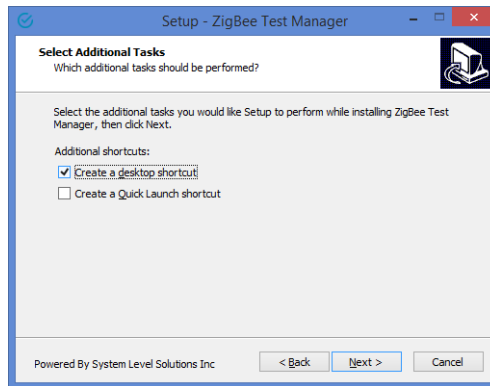 Setup - ZigBee Test Manager
Select Additional Tasks
Which additional tasks should be performed?
Select the additional tasks you would like Setup to perform while installing ZigBee Test
Manager, then click Next.
Additional shortcuts:
Create a desktop shortcut
Create a Quick Launch shortcut
Powered By System Level Solutions Inc
< Back
Next >
Cancel